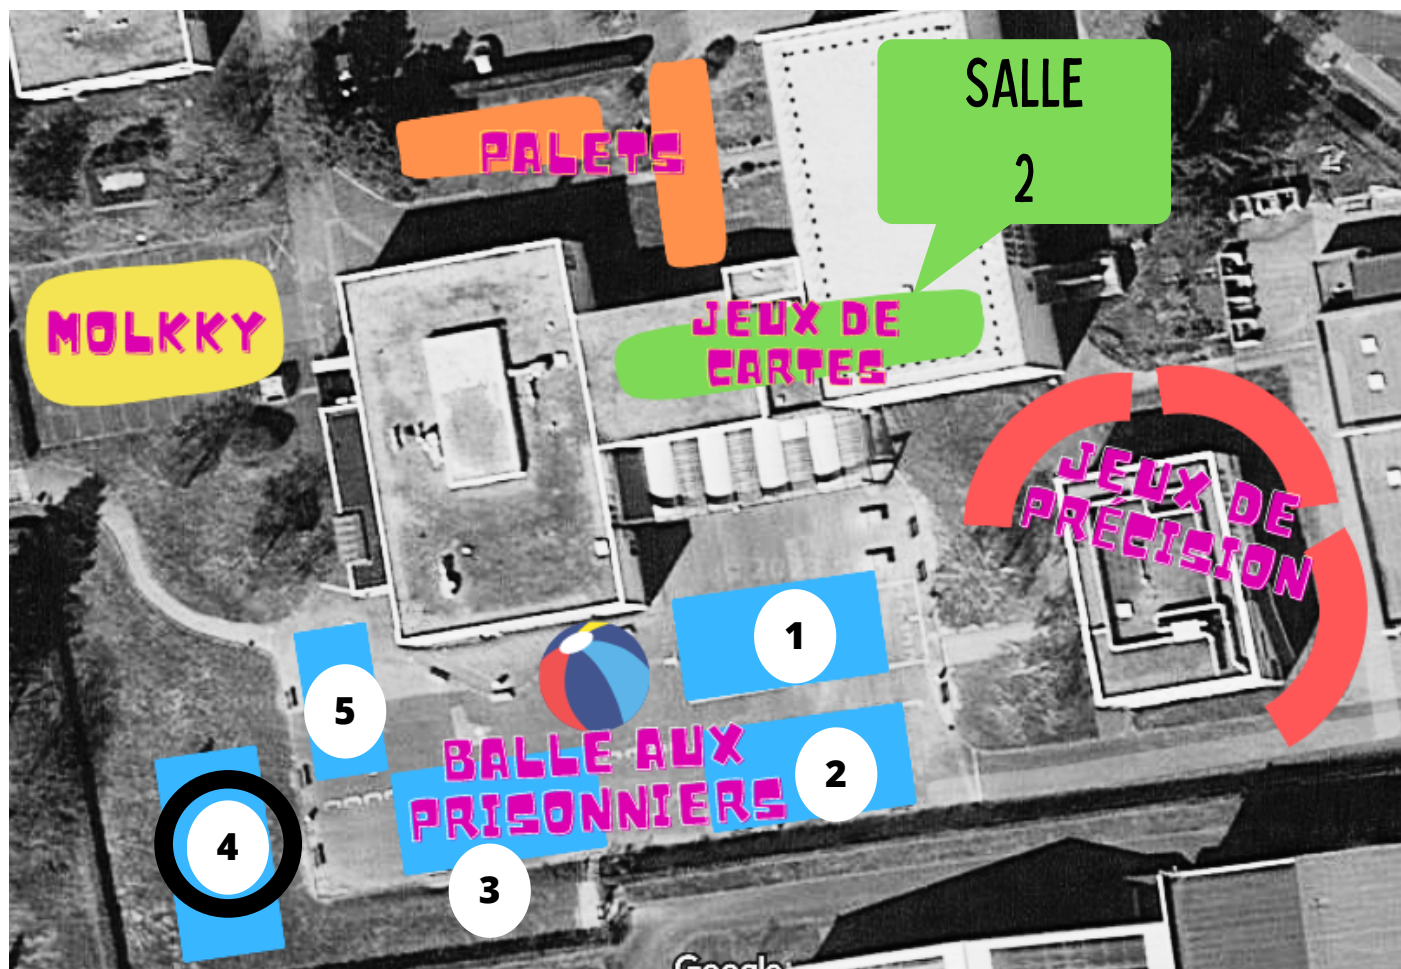 SALLE
2
PALETS
MOLKKY
JEUX DE
CARTES
JEUX DE
PRÉCISION
1
5
2
BALLE AUX
PRISONNIERS
4
3
Google